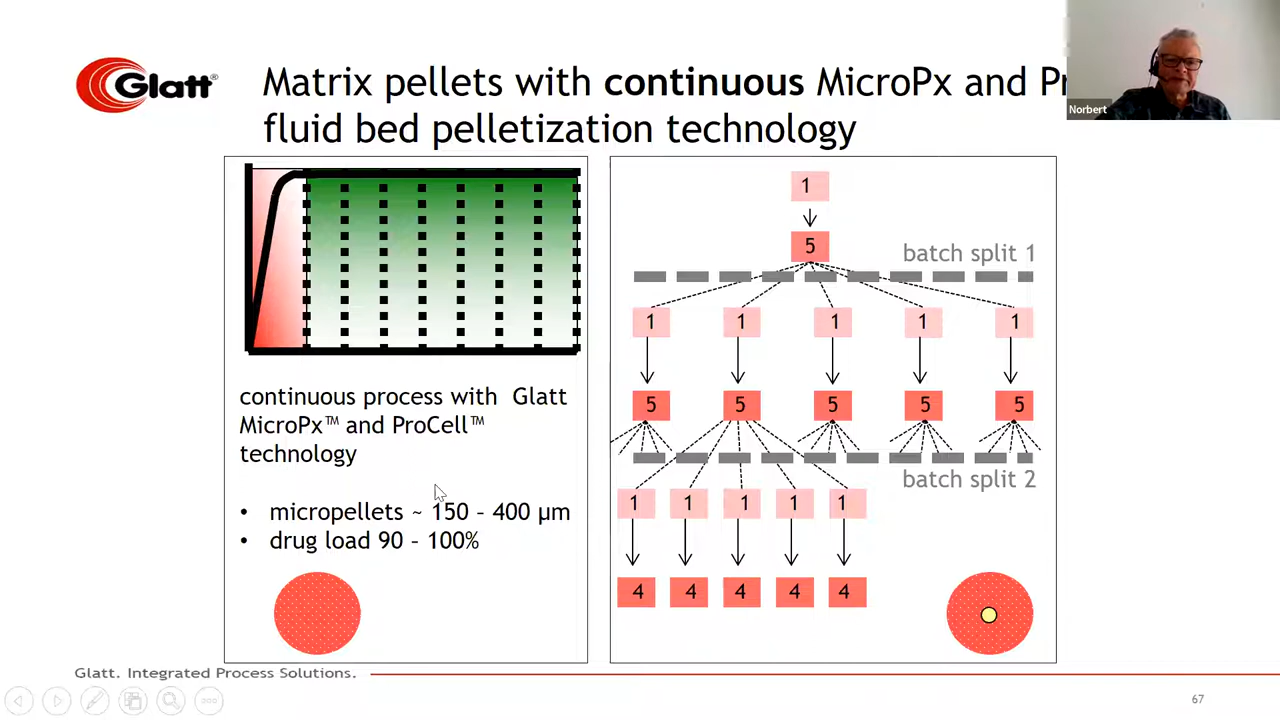 Glatt®
Matrix pellets with continuous MicroPx and
fluid bed pelletization technology
Norbert
continuous process with Glatt
MicroPx™ and ProCell™
technology
• micropellets ~ 150 – 400 µm
• drug load 90 – 100%
1
5
batch split 1
1 1 1 1 1
5 5 5 5 5
batch split 2
1 1 1 1 1
4 4 4 4 4
Glatt. Integrated Process Solutions.
67